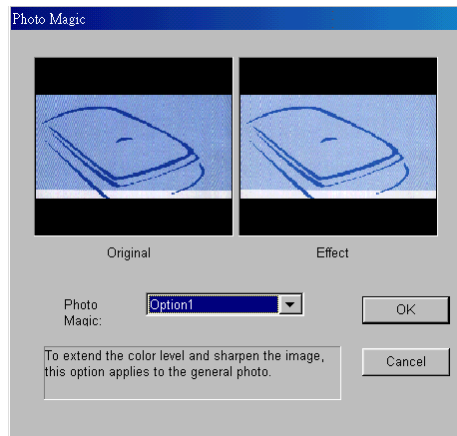 Photo Magic
Original
Effect
Photo
Magic:
Option1
OK
To extend the color level and sharpen the image,
this option applies to the general photo.
Cancel